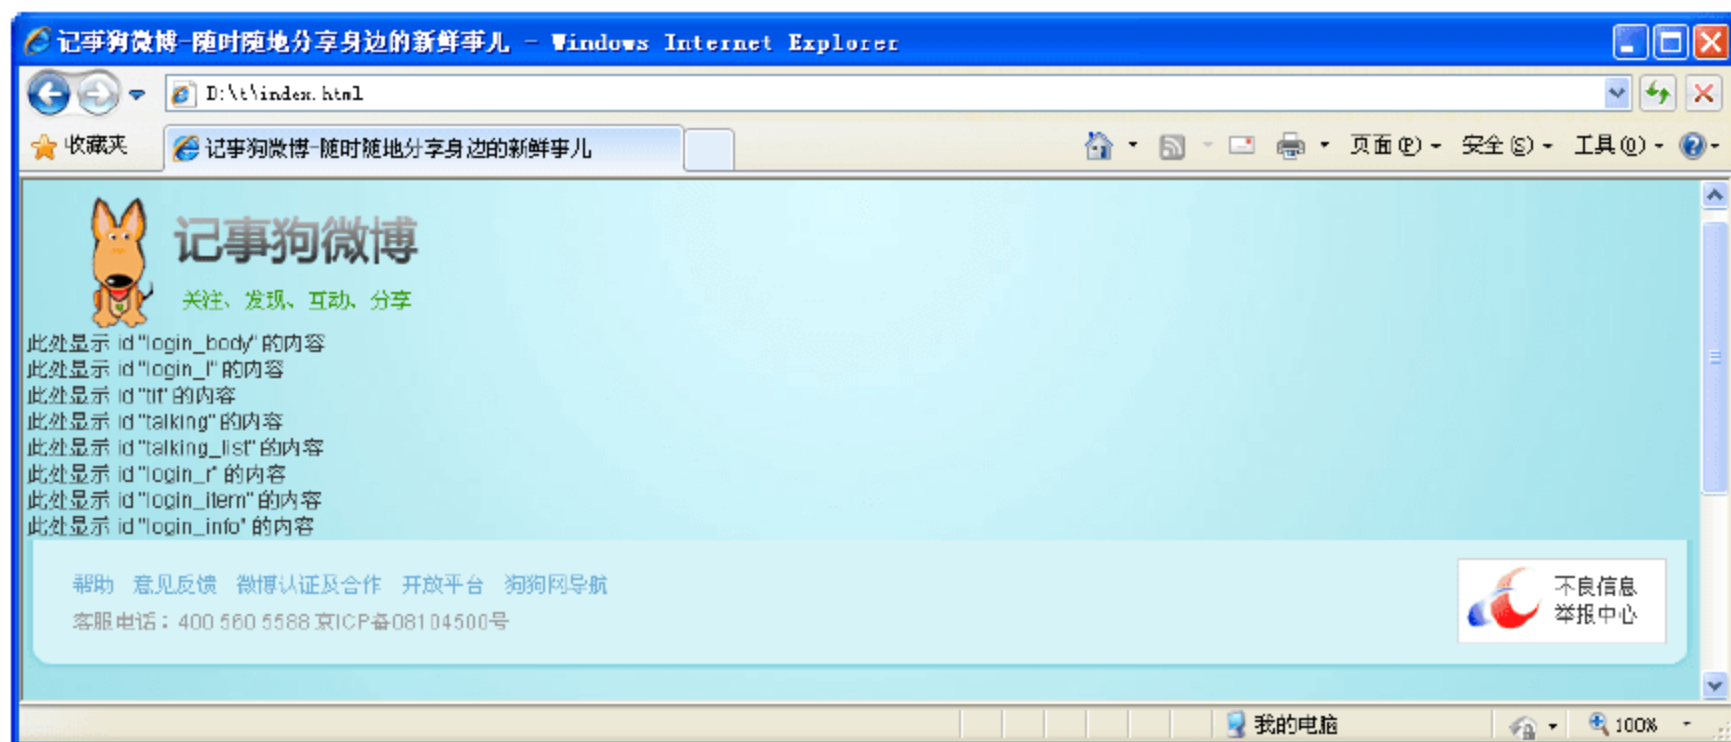 记事狗微博-随时随地分享身边的新鲜事儿 - Windows Internet Explorer
D:\t\index.html
收藏夹
记事狗微博-随时随地分享身边的新鲜事儿
页面(P) 安全(S) 工具(O)
记事狗微博
关注、发现、互动、分享
此处显示 id "login_body" 的内容
此处显示 id "login_l" 的内容
此处显示 id "tit" 的内容
此处显示 id "talking" 的内容
此处显示 id "talking_list" 的内容
此处显示 id "login_r" 的内容
此处显示 id "login_item" 的内容
此处显示 id "login_info" 的内容
帮助 意见反馈 微博认证及合作 开放平台 狗狗网导航
客服电话：400 560 5588 京ICP备08104500号
不良信息
举报中心
我的电脑
100%